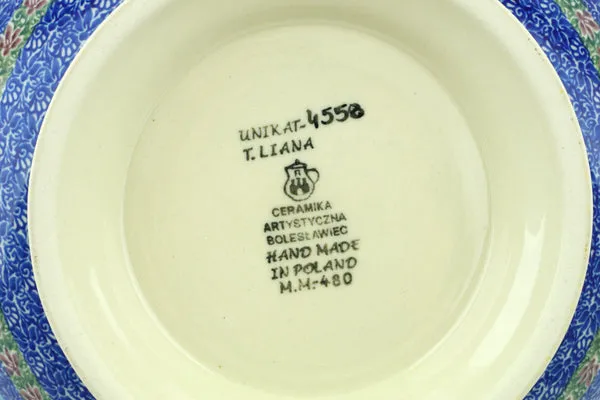 UNIKAT-4558
T. LIANA
CERAMIKA
ARTYSTYCZNA
BOLESŁAWIEC
HAND MADE
IN POLAND
M.M.-480